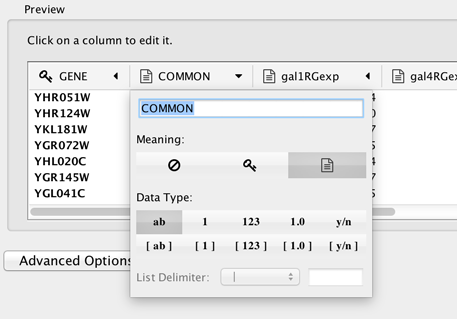 Preview
Click on a column to edit it.
GENE COMMON gal1RGexp gal4RGex
YHR051W
YHR124W
YKL181W
YGR072W
YHL020C
YGR145W
YGL041C
COMMON
Meaning:
Data Type:
ab 1 123 1.0 y/n
[ ab ] [ 1 ] [ 123 ] [ 1.0 ] [ y/n ]
Advanced Options
List Delimiter: |